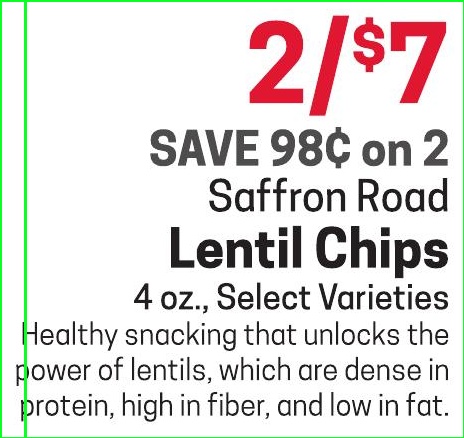 2/$7
SAVE 98¢ on 2
Saffron Road
Lentil Chips
4 oz., Select Varieties
Healthy snacking that unlocks the
power of lentils, which are dense in
protein, high in fiber, and low in fat.